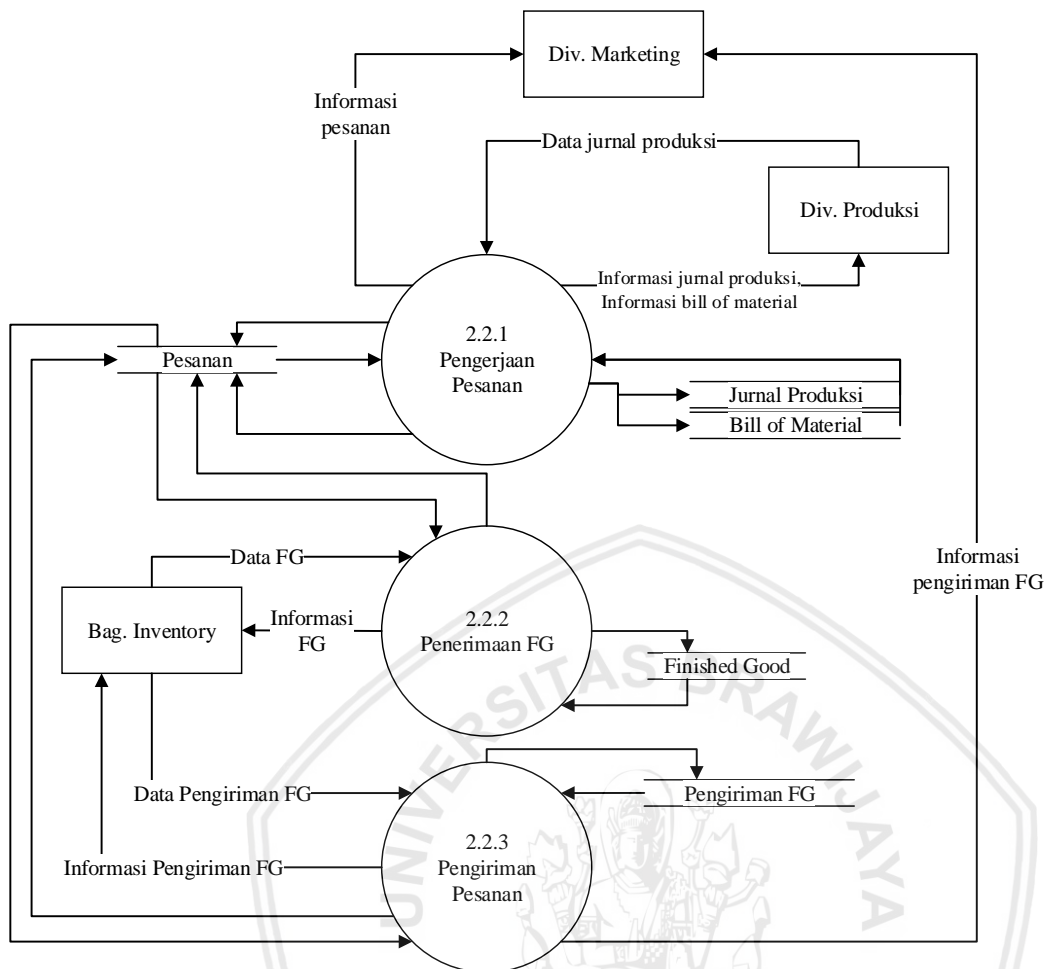 Div. Marketing
Informasi
pesanan
Data jurnal produksi
Div. Produksi
Informasi jurnal produksi,
Informasi bill of material
2.2.1
Pengerjaan
Pesanan
Pesanan
Jurnal Produksi
Bill of Material
Data FG
Informasi
pengiriman FG
Bag. Inventory
Informasi
FG
2.2.2
Penerimaan FG
Finished Good
Data Pengiriman FG
Pengiriman FG
2.2.3
Pengiriman
Pesanan
Informasi Pengiriman FG
UNIVERSITAS BRAWIJAYA